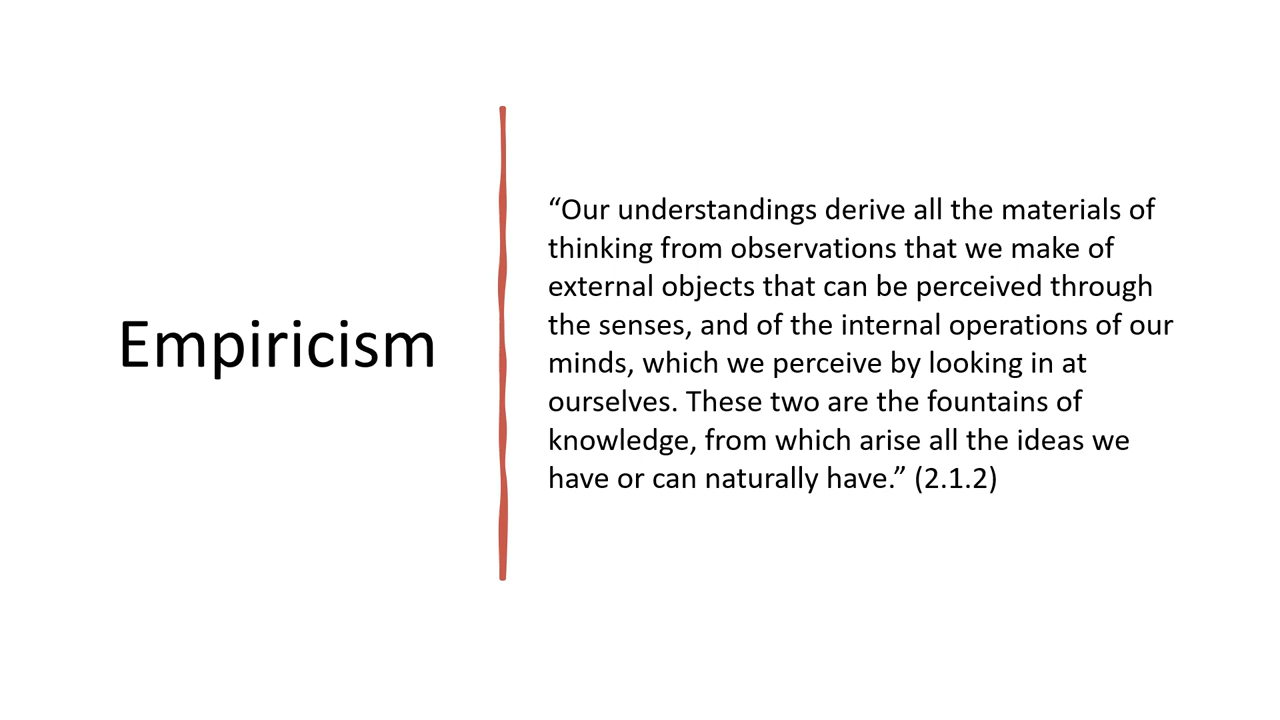 Empiricism
“Our understandings derive all the materials of
thinking from observations that we make of
external objects that can be perceived through
the senses, and of the internal operations of our
minds, which we perceive by looking in at
ourselves. These two are the fountains of
knowledge, from which arise all the ideas we
have or can naturally have.” (2.1.2)